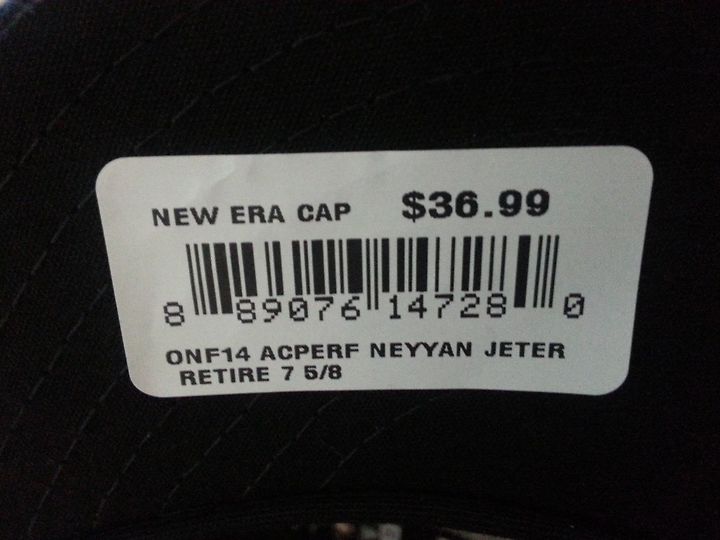 NEW ERA CAP $36.99
8 89076 14728 0
ONF14 ACPERF NEYYAN JETER
RETIRE 7 5/8